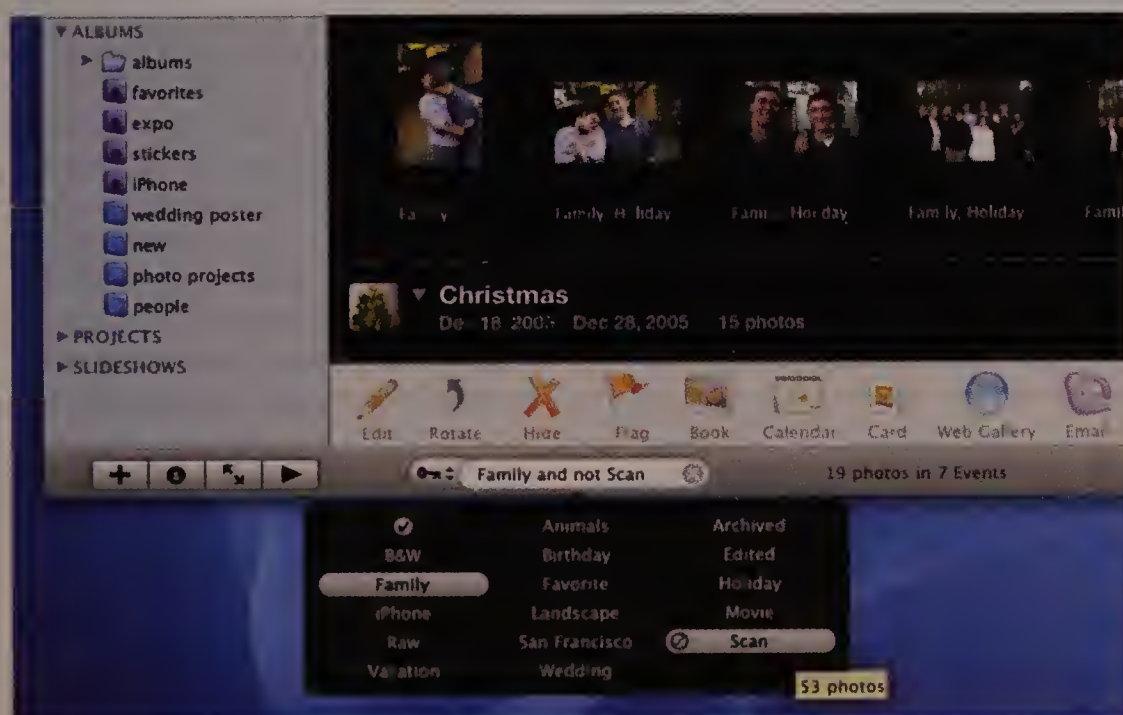 ALBUMS
albums
favorites
expo
stickers
iPhone
wedding poster
new
photo projects
people
PROJECTS
SLIDESHOWS
Family, Holiday
Holiday
Family, Holiday
Christmas
18 Dec 28, 2005 15 photos
Edit Rotate Hide Flag Book Calendar Card Web Gallery
Family and not Scan
19 photos in 7 Events
Animals Archived
B&W Birthday Edited
Family Favorite Holiday
iPhone Landscape Movie
Raw San Francisco Scan
Wedding
53 photos